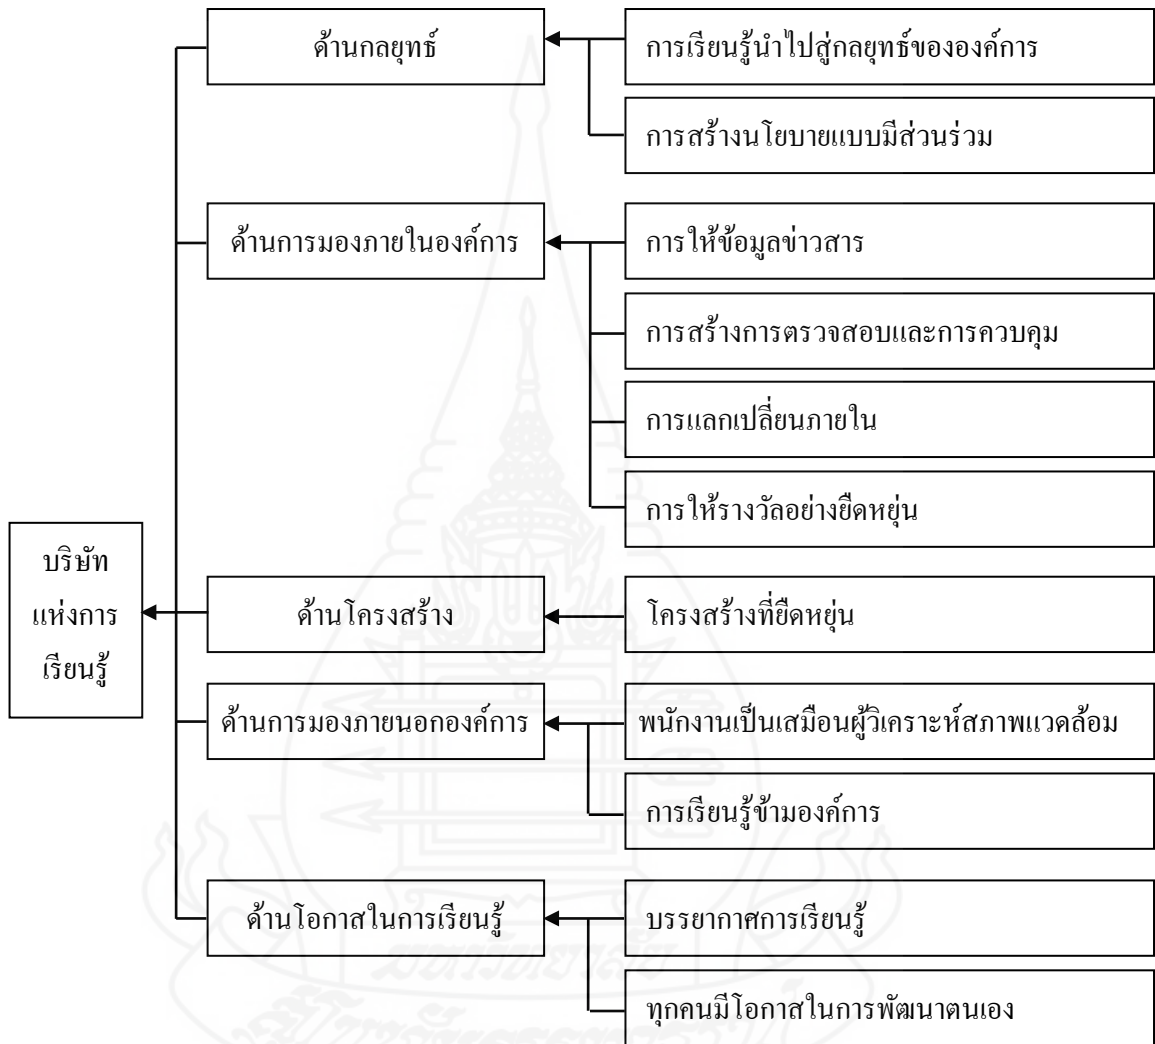 ด้านกลยุทธ์
การเรียนรู้นำไปสู่กลยุทธ์ขององค์การ
การสร้างนโยบายแบบมีส่วนร่วม
ด้านการมองภายในองค์การ
การให้ข้อมูลข่าวสาร
การสร้างการตรวจสอบและการควบคุม
การแลกเปลี่ยนภายใน
การให้รางวัลอย่างยืดหยุ่น
บริษัท
แห่งการ
เรียนรู้
ด้านโครงสร้าง
โครงสร้างที่ยืดหยุ่น
ด้านการมองภายนอกองค์การ
พนักงานเป็นเสมือนผู้วิเคราะห์สภาพแวดล้อม
การเรียนรู้ข้ามองค์การ
ด้านโอกาสในการเรียนรู้
บรรยากาศการเรียนรู้
ทุกคนมีโอกาสในการพัฒนาตนเอง